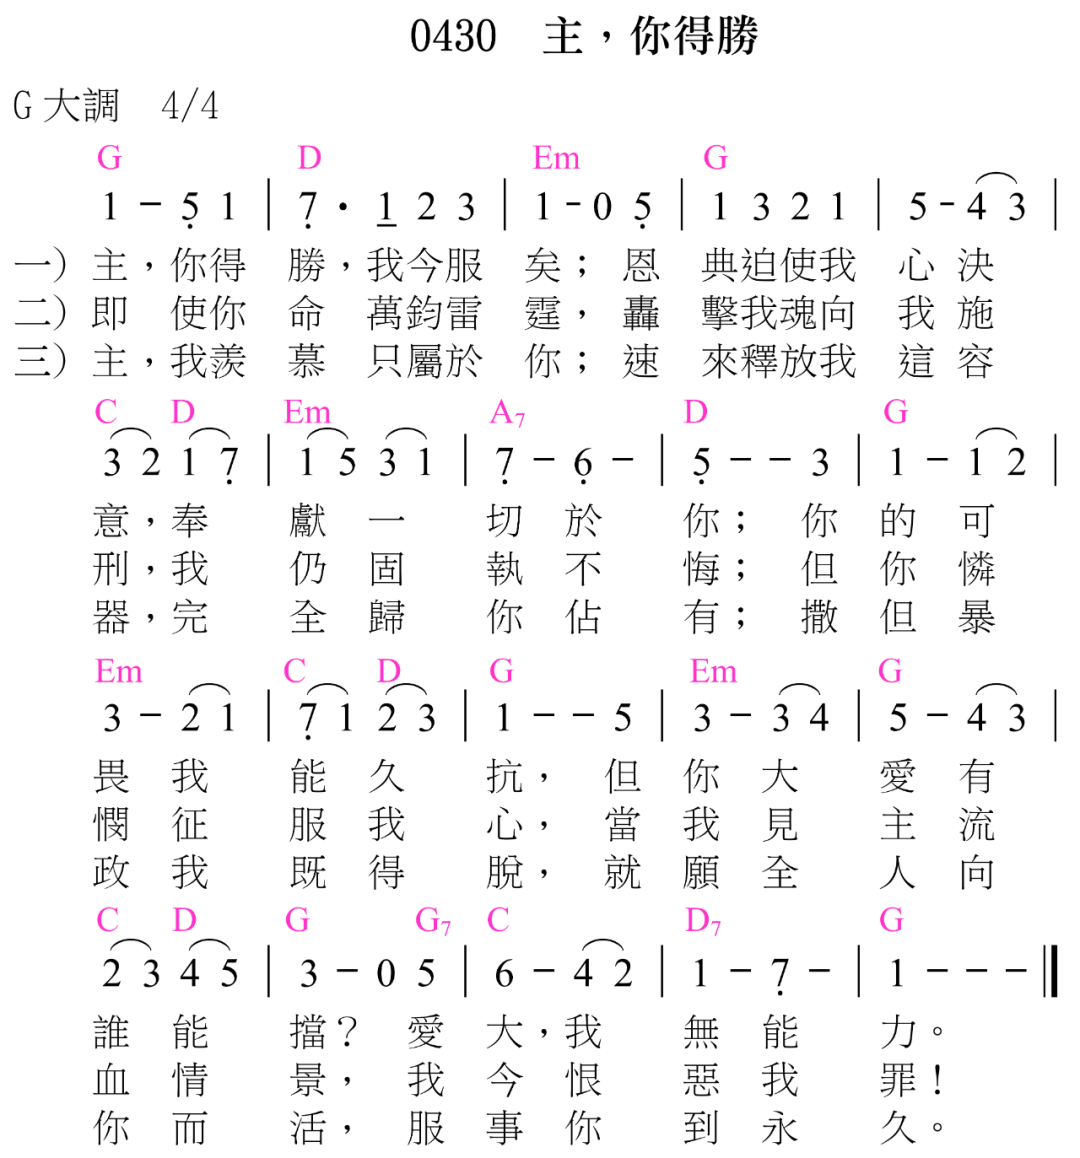 0430 主，你得勝
G 大調 4/4
G D Em G
1 - 5̣ 1 | 7̣ · 1̲ 2 3 | 1 - 0 5̣ | 1 3 2 1 | 5 - 4 3 |
一）主，你得 勝，我今服 矣；恩 典迫使我 心 決
二）即 使你 命 萬鈞雷 霆，轟 擊我魂向 我 施
三）主，我羨 慕 只屬於 你；速 來釋放我 這 容
C D Em A7 D G
3 2 1 7̣ | 1 5 3 1 | 7̣ - 6̣ - | 5̣ - - 3 | 1 - 1 2 |
意，奉 獻 一 切 於 你；你 的 可
刑，我 仍 固 執 不 悔；但 你 憐
器，完 全 歸 你 佔 有；撒 但 暴
Em C D G Em G
3 - 2 1 | 7̣ 1 2 3 | 1 - - 5 | 3 - 3 4 | 5 - 4 3 |
畏 我 能 久 抗，但 你 大 愛 有
憫 征 服 我 心，當 我 見 主 流
政 我 既 得 脫，就 願 全 人 向
C D G G7 C D7 G
2 3 4 5 | 3 - 0 5 | 6 - 4 2 | 1 - 7̣ - | 1 - - - ‖
誰 能 擋？愛 大，我 無 能 力。
血 情 景，我 今 恨 惡 我 罪！
你 而 活，服 事 你 到 永 久。